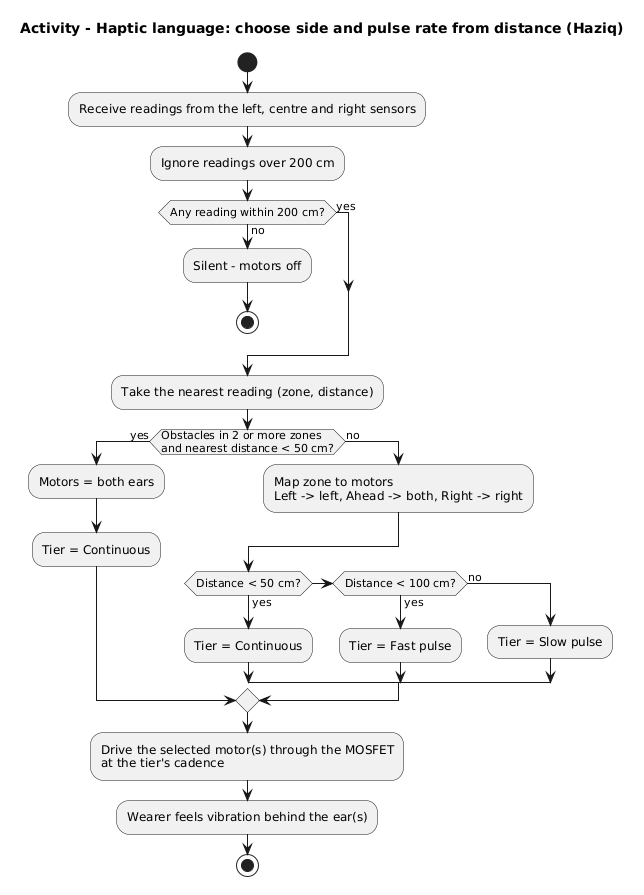 Activity - Haptic language: choose side and pulse rate from distance (Haziq)
Receive readings from the left, centre and right sensors
Ignore readings over 200 cm
Any reading within 200 cm?
yes
no
Silent - motors off
Take the nearest reading (zone, distance)
yes
Obstacles in 2 or more zones
and nearest distance < 50 cm?
no
Motors = both ears
Tier = Continuous
Map zone to motors
Left -> left, Ahead -> both, Right -> right
Distance < 50 cm?
yes
Tier = Continuous
Distance < 100 cm?
yes
Tier = Fast pulse
no
Tier = Slow pulse
Drive the selected motor(s) through the MOSFET
at the tier's cadence
Wearer feels vibration behind the ear(s)